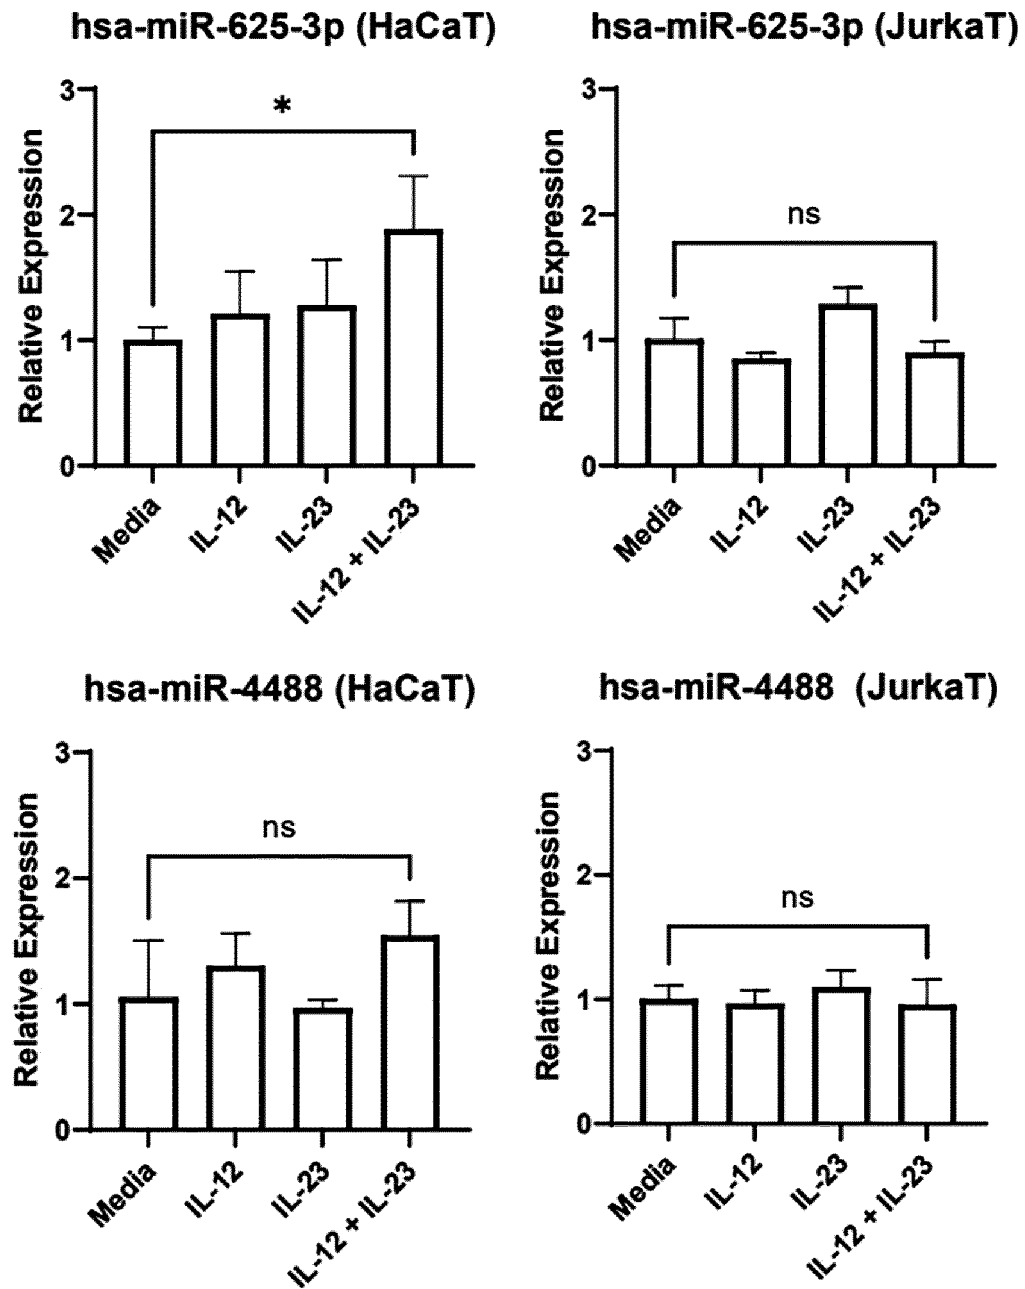 hsa-miR-625-3p (HaCaT)
3
2
1
0
Relative Expression
*
Media
IL-12
IL-23
IL-12 + IL-23
hsa-miR-625-3p (JurkaT)
3
2
1
0
Relative Expression
ns
Media
IL-12
IL-23
IL-12 + IL-23
hsa-miR-4488 (HaCaT)
3
2
1
0
Relative Expression
ns
Media
IL-12
IL-23
IL-12 + IL-23
hsa-miR-4488 (JurkaT)
3
2
1
0
Relative Expression
ns
Media
IL-12
IL-23
IL-12 + IL-23